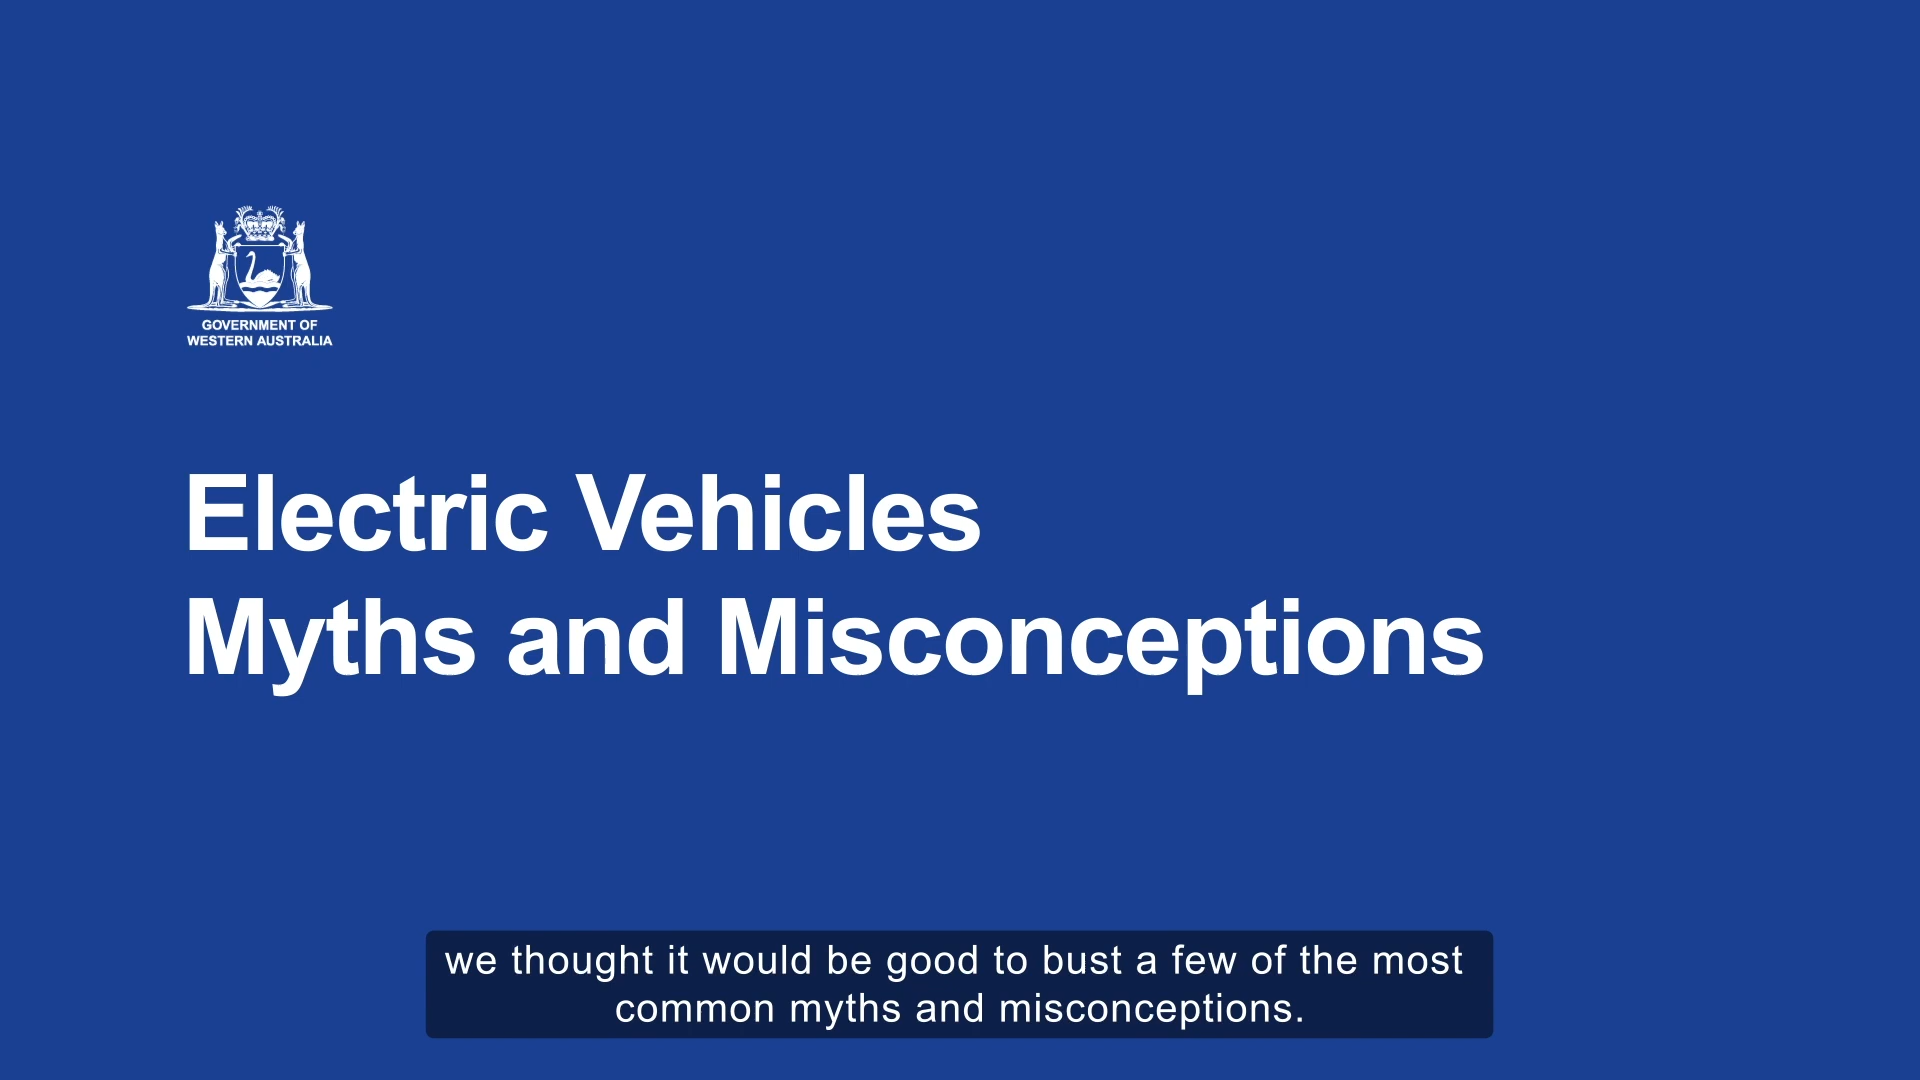 GOVERNMENT OF
WESTERN AUSTRALIA
Electric Vehicles
Myths and Misconceptions
we thought it would be good to bust a few of the most
common myths and misconceptions.